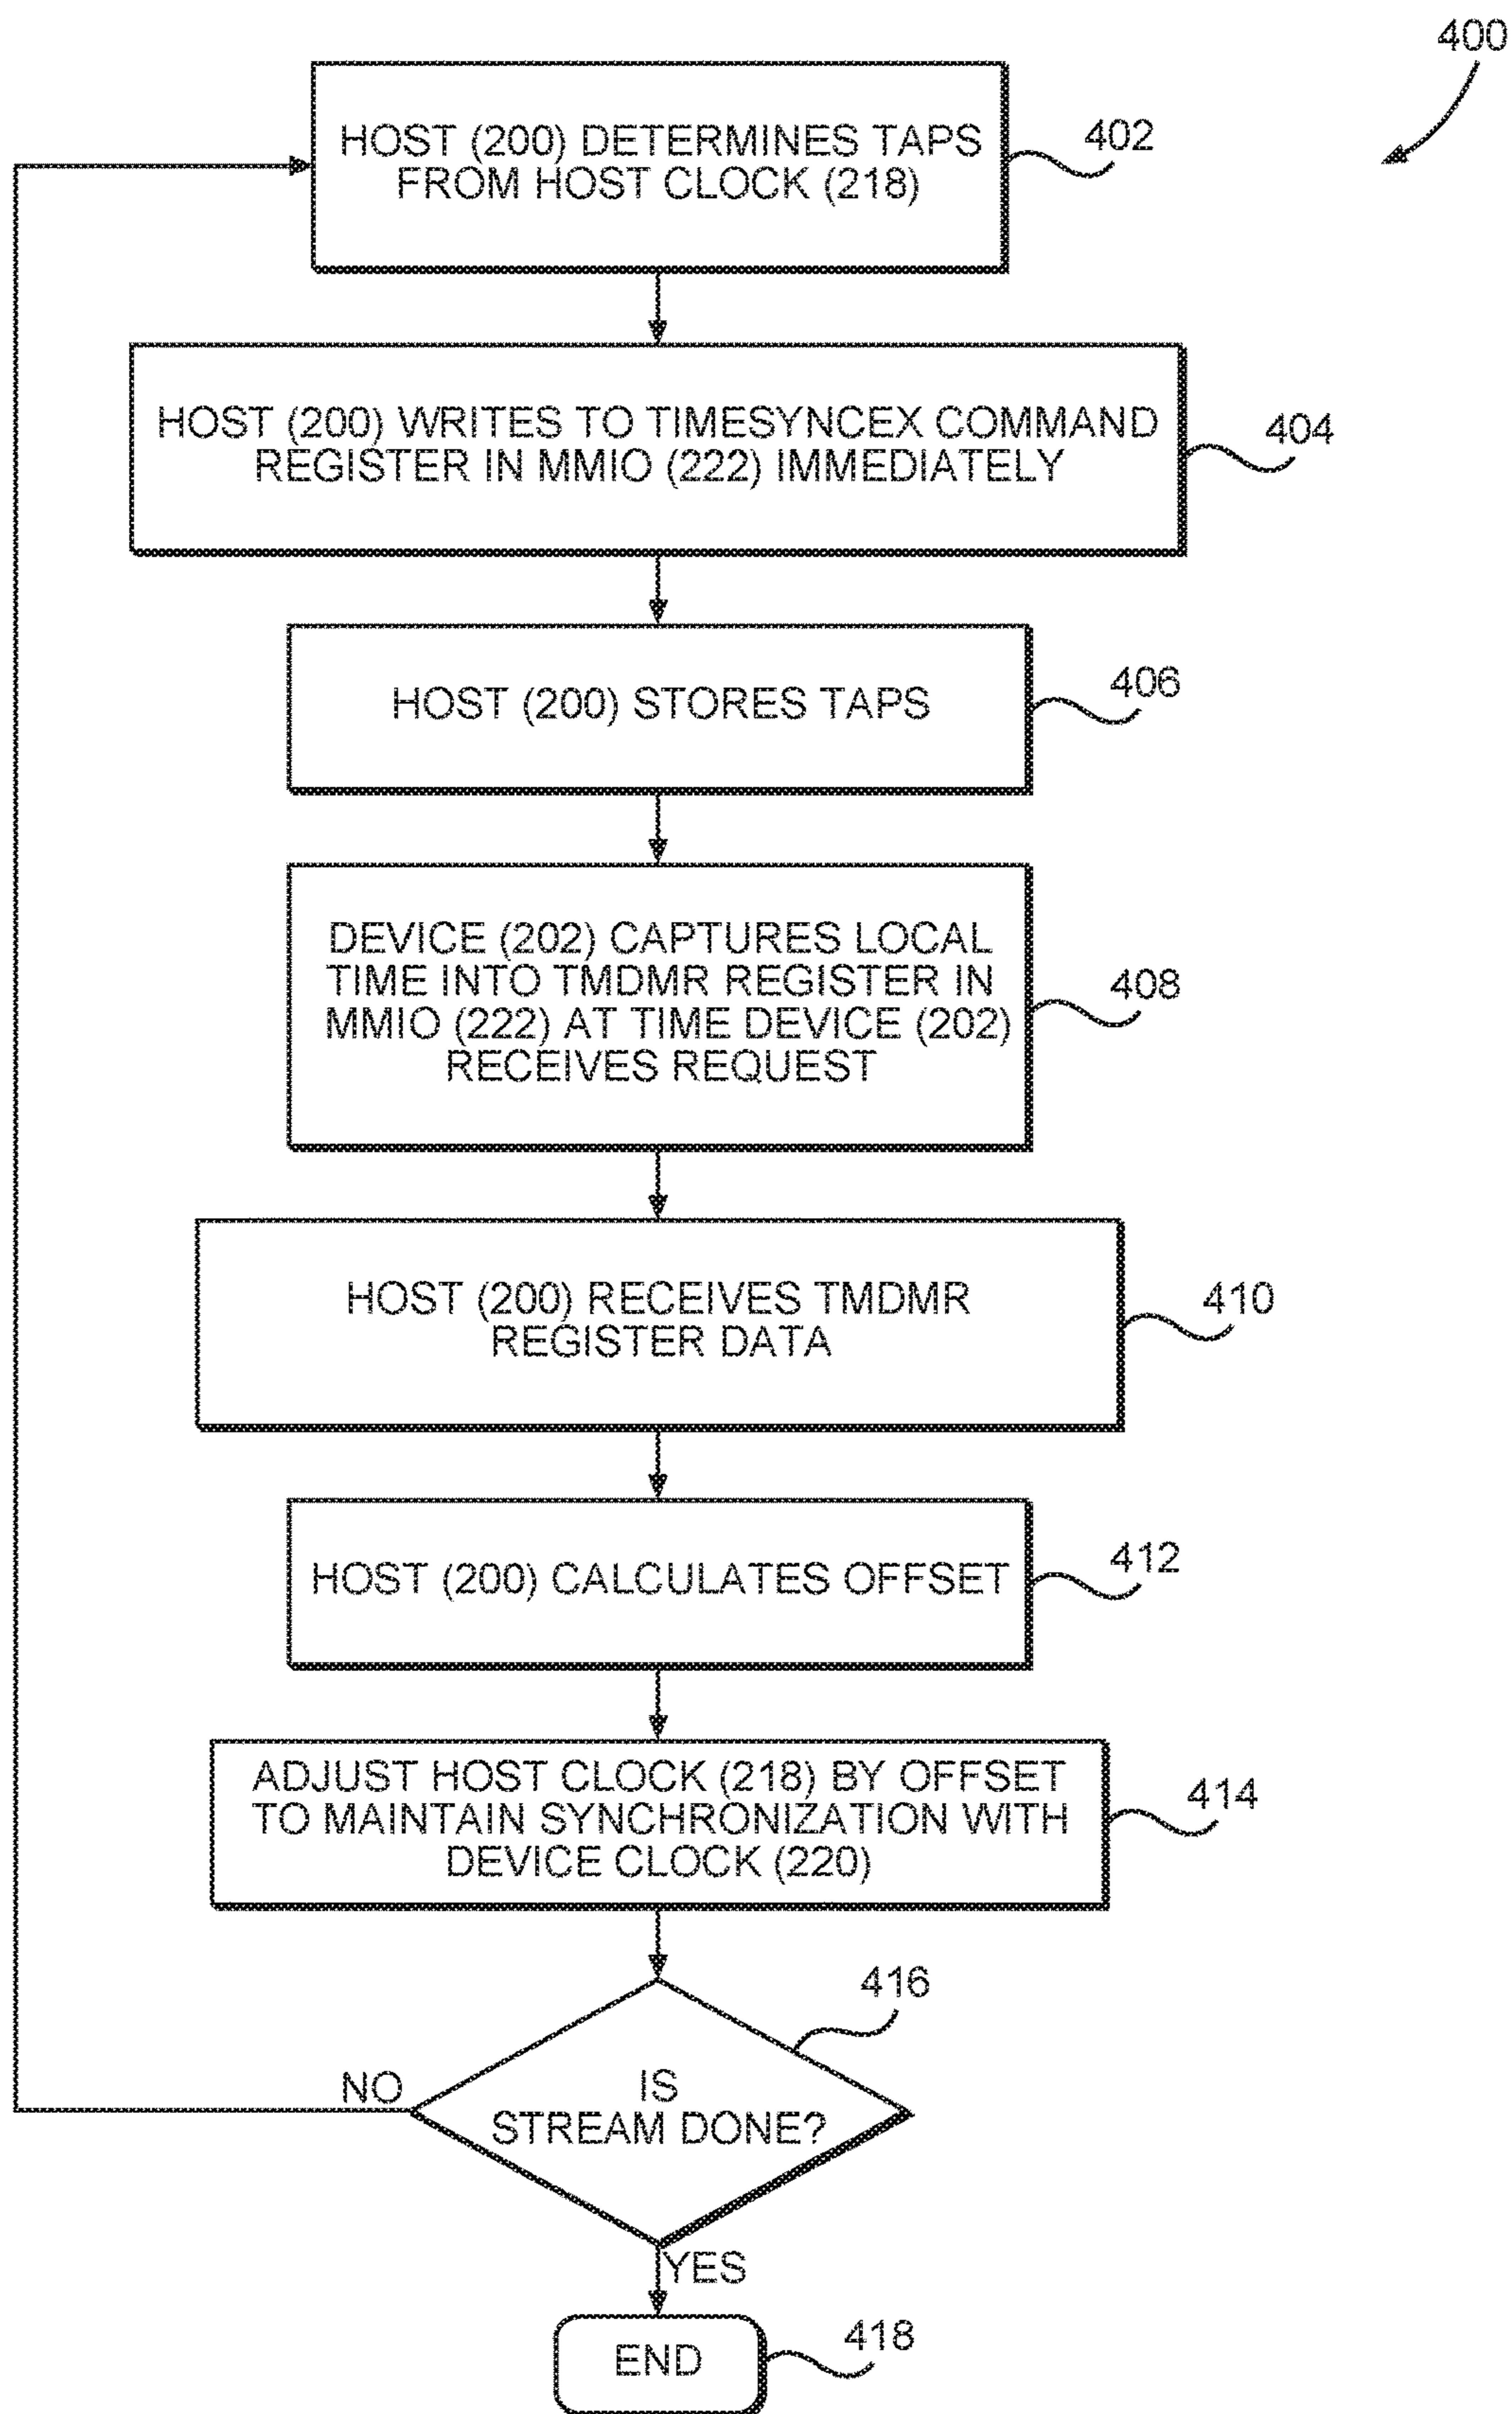 400
HOST (200) DETERMINES TAPS
FROM HOST CLOCK (218)
402
HOST (200) WRITES TO TIMESYNCEX COMMAND
REGISTER IN MMIO (222) IMMEDIATELY
404
HOST (200) STORES TAPS
406
DEVICE (202) CAPTURES LOCAL
TIME INTO TMDMR REGISTER IN
MMIO (222) AT TIME DEVICE (202)
RECEIVES REQUEST
408
HOST (200) RECEIVES TMDMR
REGISTER DATA
410
HOST (200) CALCULATES OFFSET
412
ADJUST HOST CLOCK (218) BY OFFSET
TO MAINTAIN SYNCHRONIZATION WITH
DEVICE CLOCK (220)
414
416
NO
IS
STREAM DONE?
YES
END
418